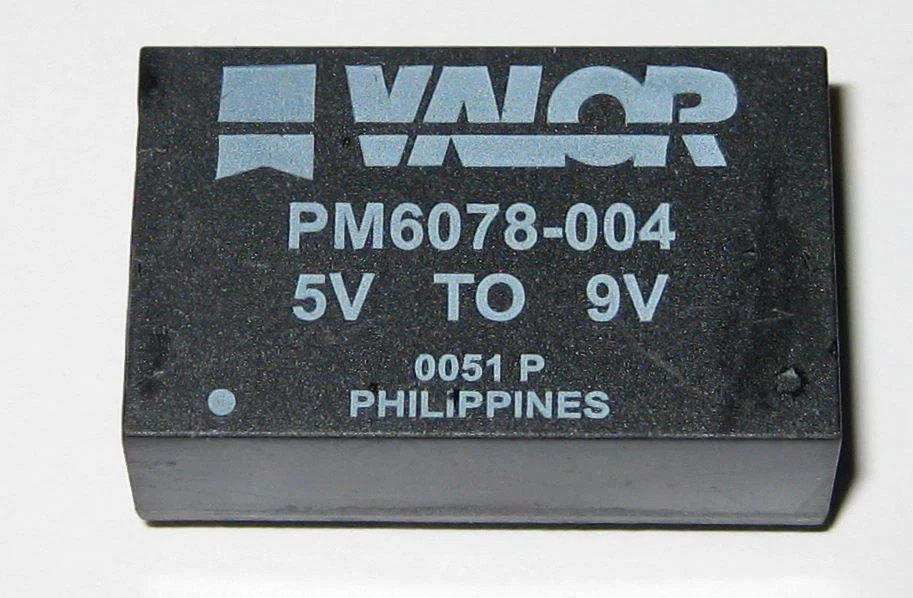 VALOR
PM6078-004
5V TO 9V
0051 P
PHILIPPINES